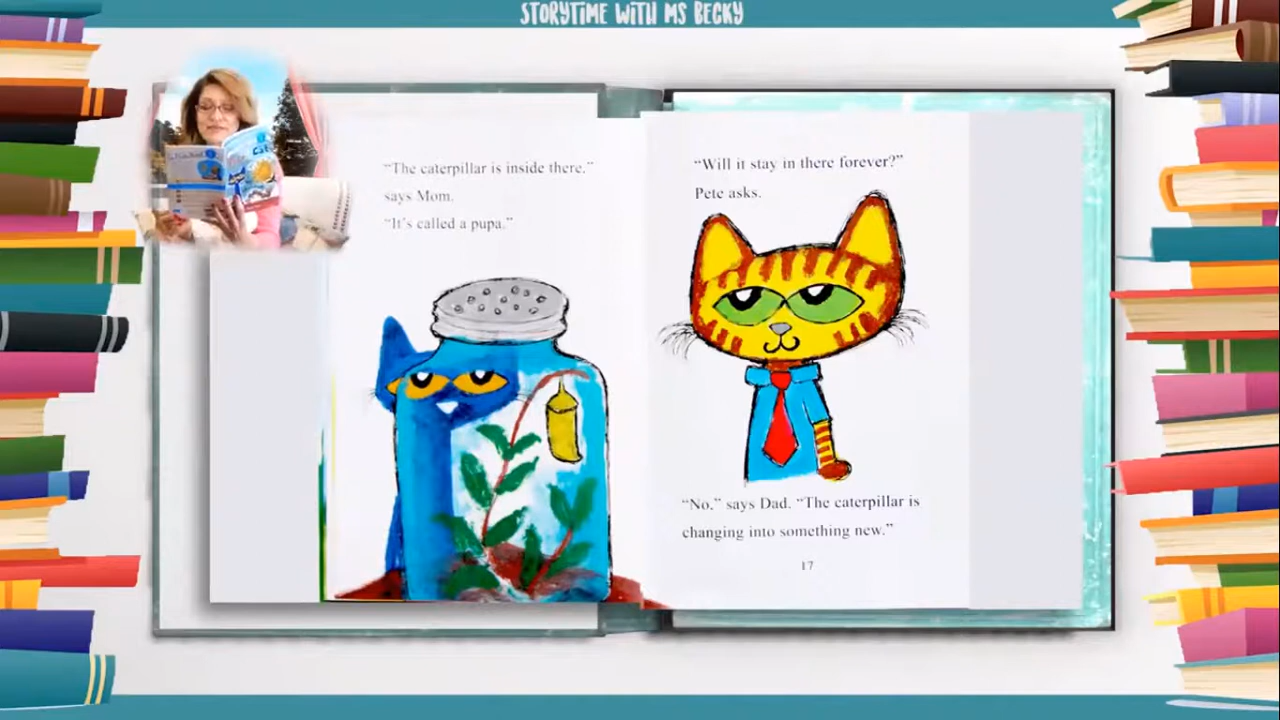 STORYTIME WITH MS BECKY
“The caterpillar is inside there.”
says Mom.
“It’s called a pupa.”
“Will it stay in there forever?”
Pete asks.
“No,” says Dad. “The caterpillar is
changing into something new.”
17